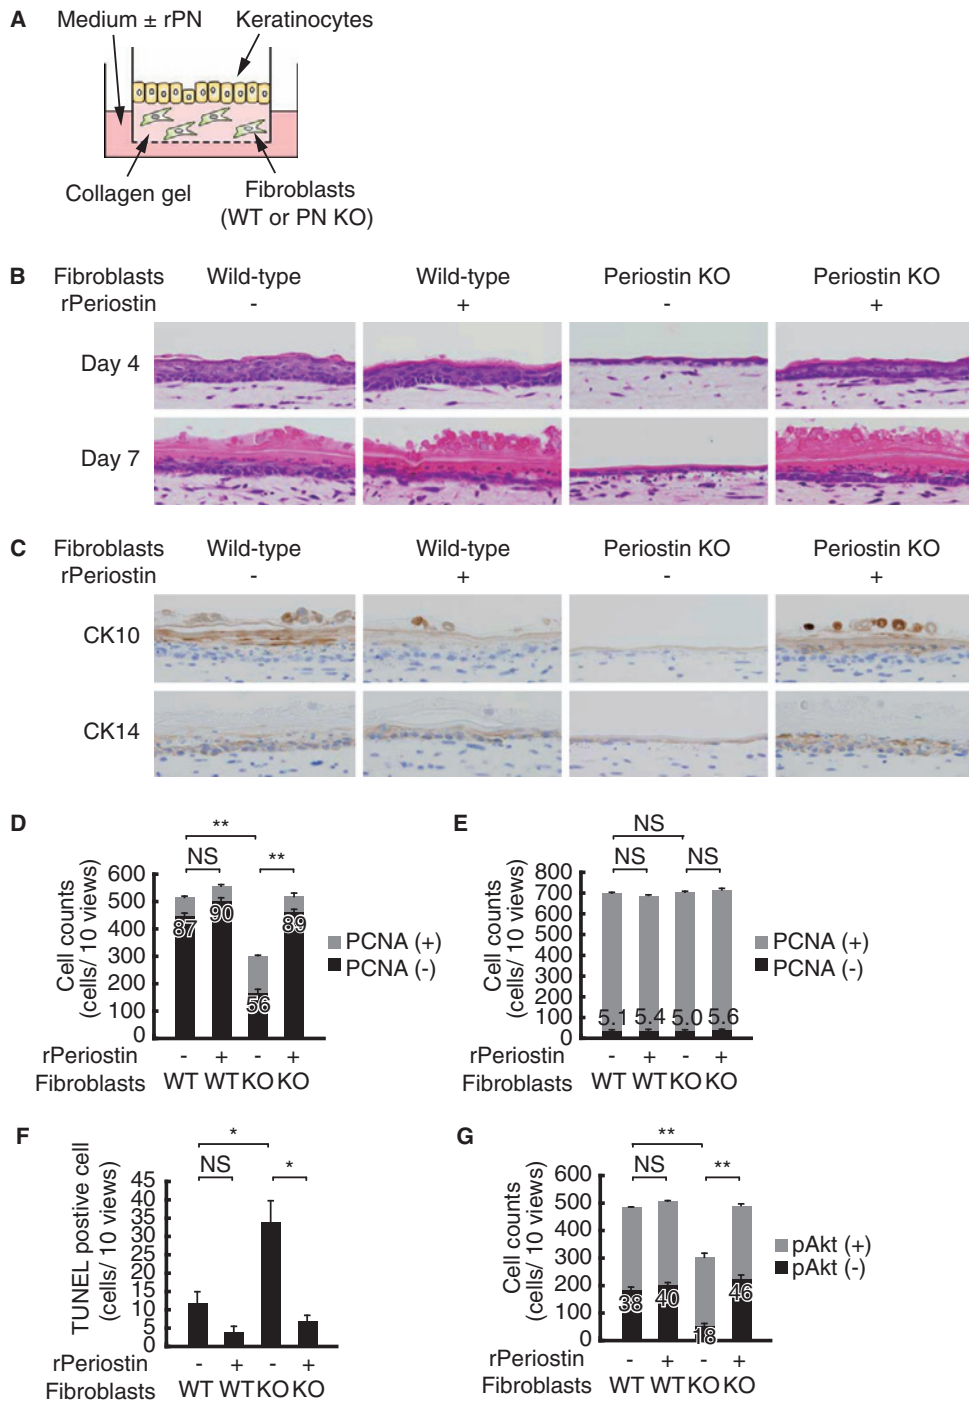 A
Medium ± rPN
Keratinocytes
Collagen gel
Fibroblasts
(WT or PN KO)
B
Fibroblasts Wild-type Wild-type Periostin KO Periostin KO
rPeriostin - + - +
Day 4
Day 7
C
Fibroblasts Wild-type Wild-type Periostin KO Periostin KO
rPeriostin - + - +
CK10
CK14
D
**
NS **
Cell counts
(cells/ 10 views)
600
500
400
300
200
100
0
87 90 56 89
PCNA (+)
PCNA (-)
rPeriostin - + - +
Fibroblasts WT WT KO KO
E
NS
NS NS
Cell counts
(cells/ 10 views)
800
700
600
500
400
300
200
100
0
5.1 5.4 5.0 5.6
PCNA (+)
PCNA (-)
rPeriostin - + - +
Fibroblasts WT WT KO KO
F
*
NS *
TUNEL postive cell
(cells/ 10 views)
45
40
35
30
25
20
15
10
5
0
rPeriostin - + - +
Fibroblasts WT WT KO KO
G
**
NS **
Cell counts
(cells/ 10 views)
600
500
400
300
200
100
0
38 40 18 46
pAkt (+)
pAkt (-)
rPeriostin - + - +
Fibroblasts WT WT KO KO